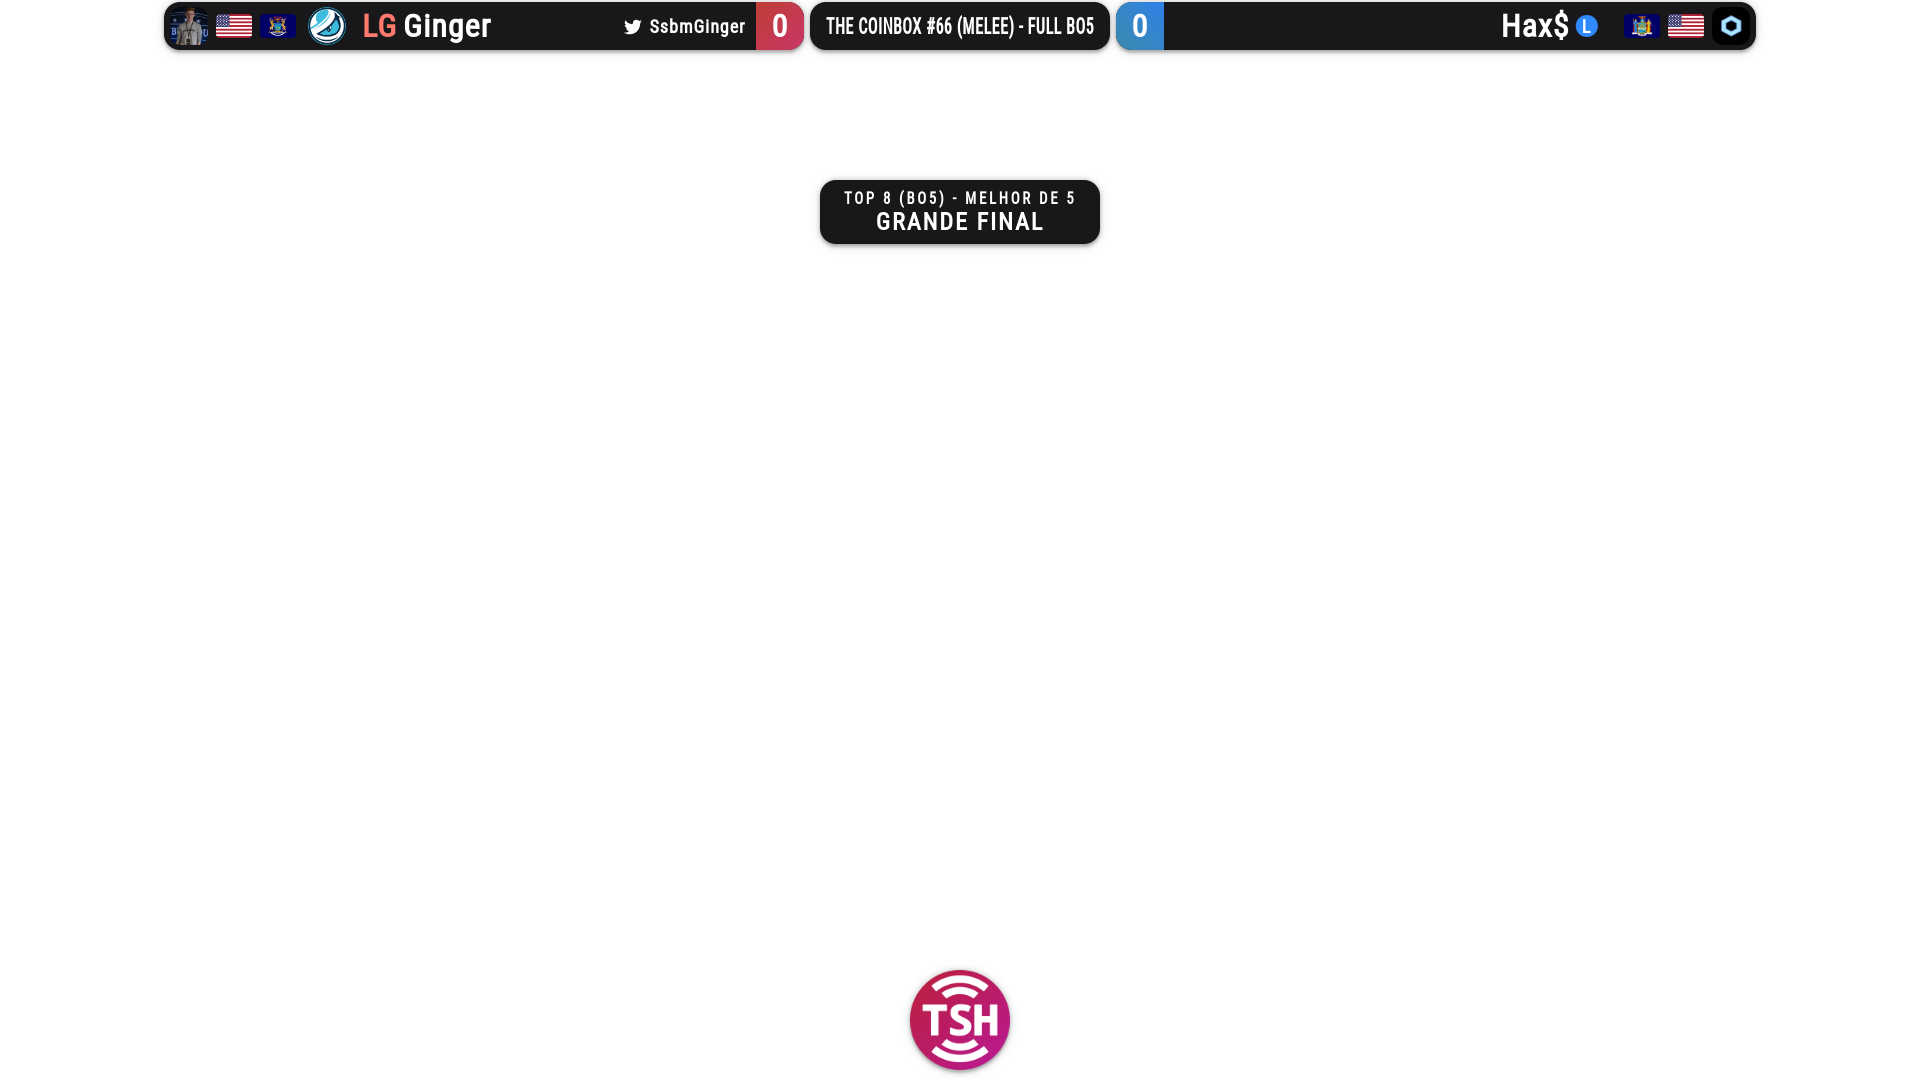 LG Ginger
SsbmGinger
0
THE COINBOX #66 (MELEE) - FULL BO5
0
Hax$ L
TOP 8 (BO5) - MELHOR DE 5
GRANDE FINAL
TSH